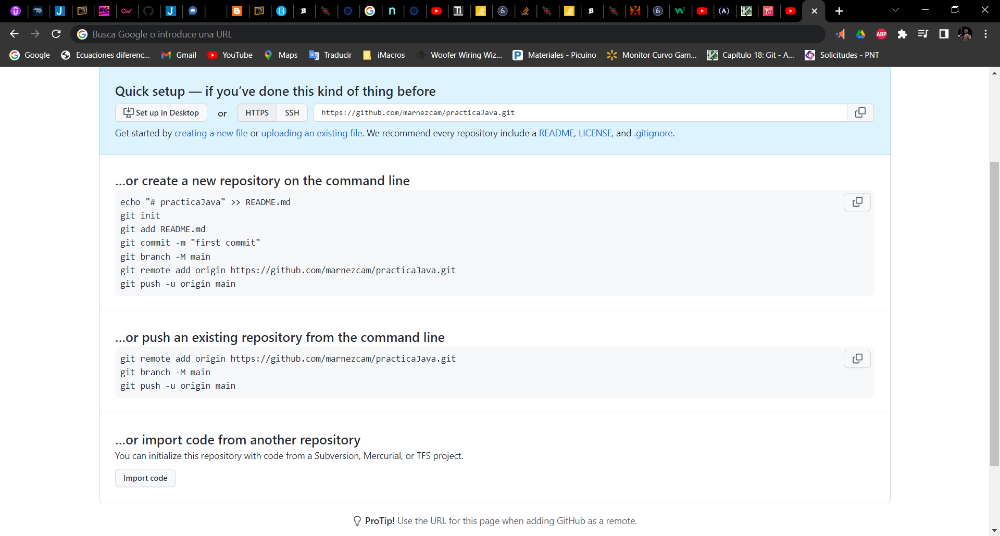 Busca Google o introduce una URL
ABP
Google
Ecuaciones diferenc...
Gmail
YouTube
Maps
Traducir
iMacros
Woofer Wiring Wiz...
Materiales - Picuino
Monitor Curvo Gam...
Capítulo 18: Git - A...
Solicitudes - PNT
Quick setup — if you’ve done this kind of thing before
Set up in Desktop or HTTPS SSH https://github.com/marnezcam/practicaJava.git
Get started by creating a new file or uploading an existing file. We recommend every repository include a README, LICENSE, and .gitignore.
…or create a new repository on the command line
echo "# practicaJava" >> README.md
git init
git add README.md
git commit -m "first commit"
git branch -M main
git remote add origin https://github.com/marnezcam/practicaJava.git
git push -u origin main
…or push an existing repository from the command line
git remote add origin https://github.com/marnezcam/practicaJava.git
git branch -M main
git push -u origin main
…or import code from another repository
You can initialize this repository with code from a Subversion, Mercurial, or TFS project.
Import code
ProTip! Use the URL for this page when adding GitHub as a remote.